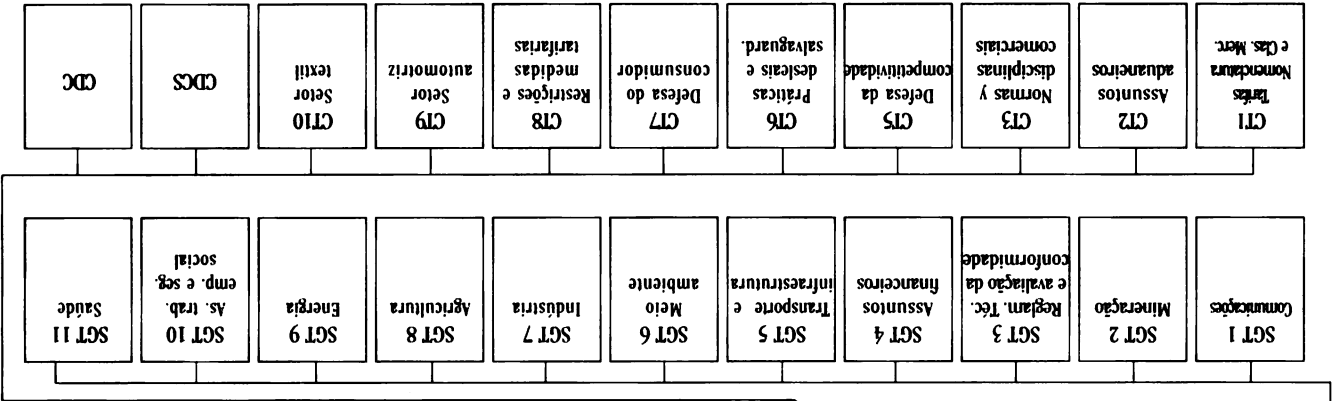 SGT 1
Comunicações
SGT 2
Mineração
SGT 3
Reglam. Téc.
e avaliação da
conformidade
SGT 4
Assuntos
financeiros
SGT 5
Transporte e
infraestrutura
SGT 6
Meio
ambiente
SGT 7
Indústria
SGT 8
Agricultura
SGT 9
Energia
SGT 10
As. trab.
emp. e seg.
social
SGT 11
Saúde
CT1
Tarifas
Nomenclatura
e Clas. Merc.
CT2
Assuntos
aduaneiros
CT3
Normas y
disciplinas
comerciais
CT5
Defesa da
competitividade
CT6
Práticas
desleais e
salvaguard.
CT7
Defesa do
consumidor
CT8
Restrições e
medidas
tarifarias
CT9
Setor
automotriz
CT10
Setor
textil
CDCS
CDC